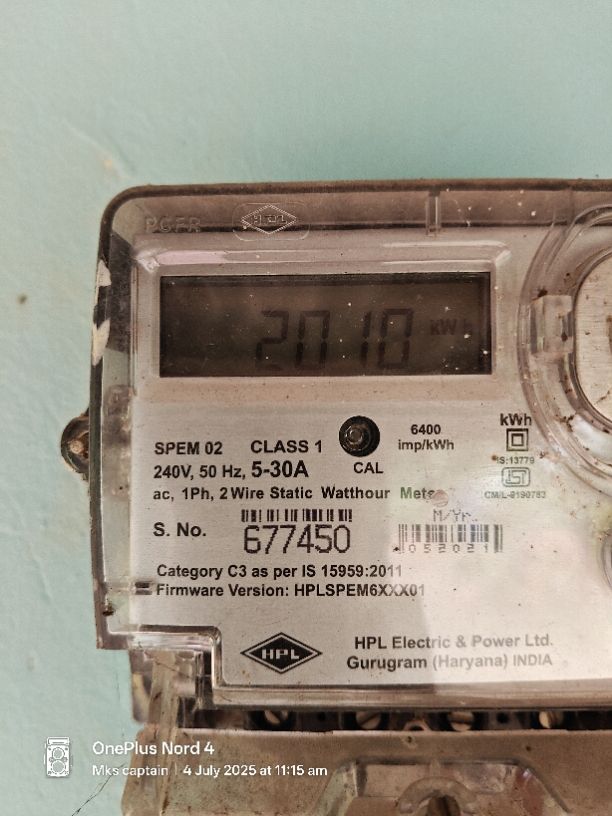 HPL
2018 kWh
SPEM 02 CLASS 1
6400
imp/kWh
kWh
240V, 50 Hz, 5-30A
CAL
IS:13779
ac, 1Ph, 2 Wire Static Watthour
CM/L-9190783
M/Yr.
S. No. 677450
052021
Category C3 as per IS 15959:2011
Firmware Version: HPLSPEM6XXX01
HPL
HPL Electric & Power Ltd.
Gurugram (Haryana) INDIA
OnePlus Nord 4
Mks captain | 4 July 2025 at 11:15 am